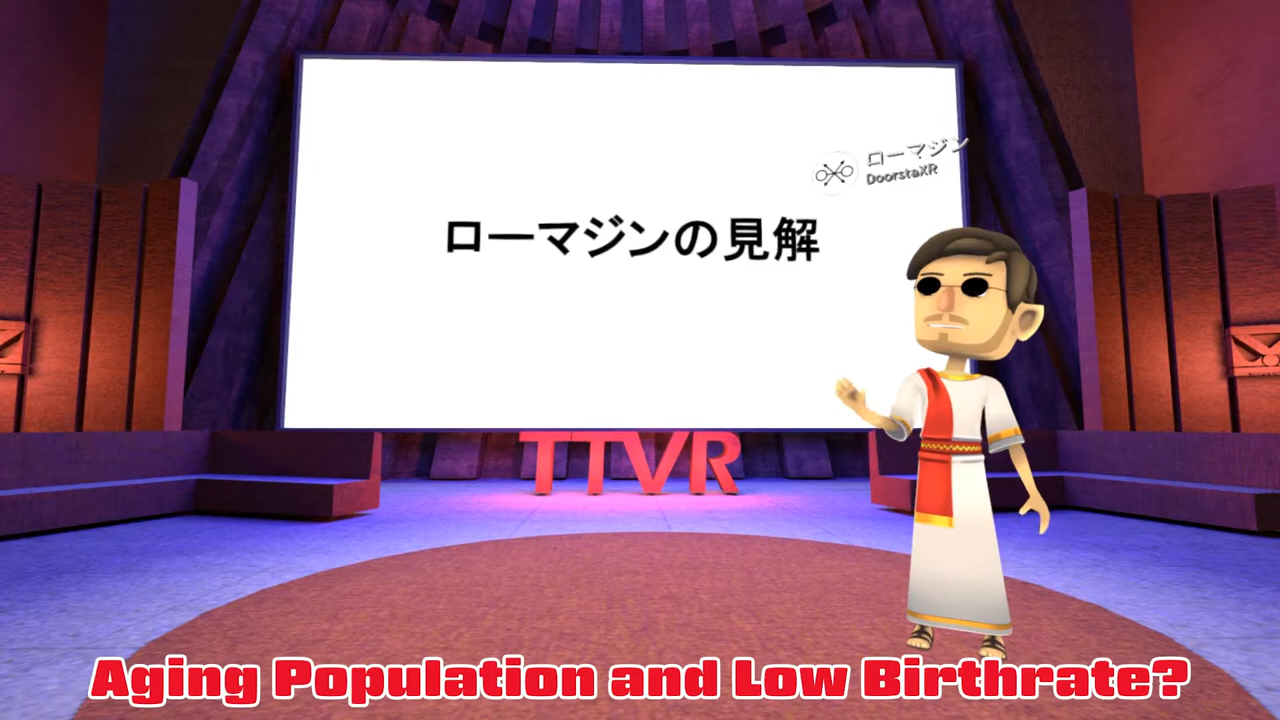 ローマジン
DoorstaXR
ローマジンの見解
TTVR
Aging Population and Low Birthrate?